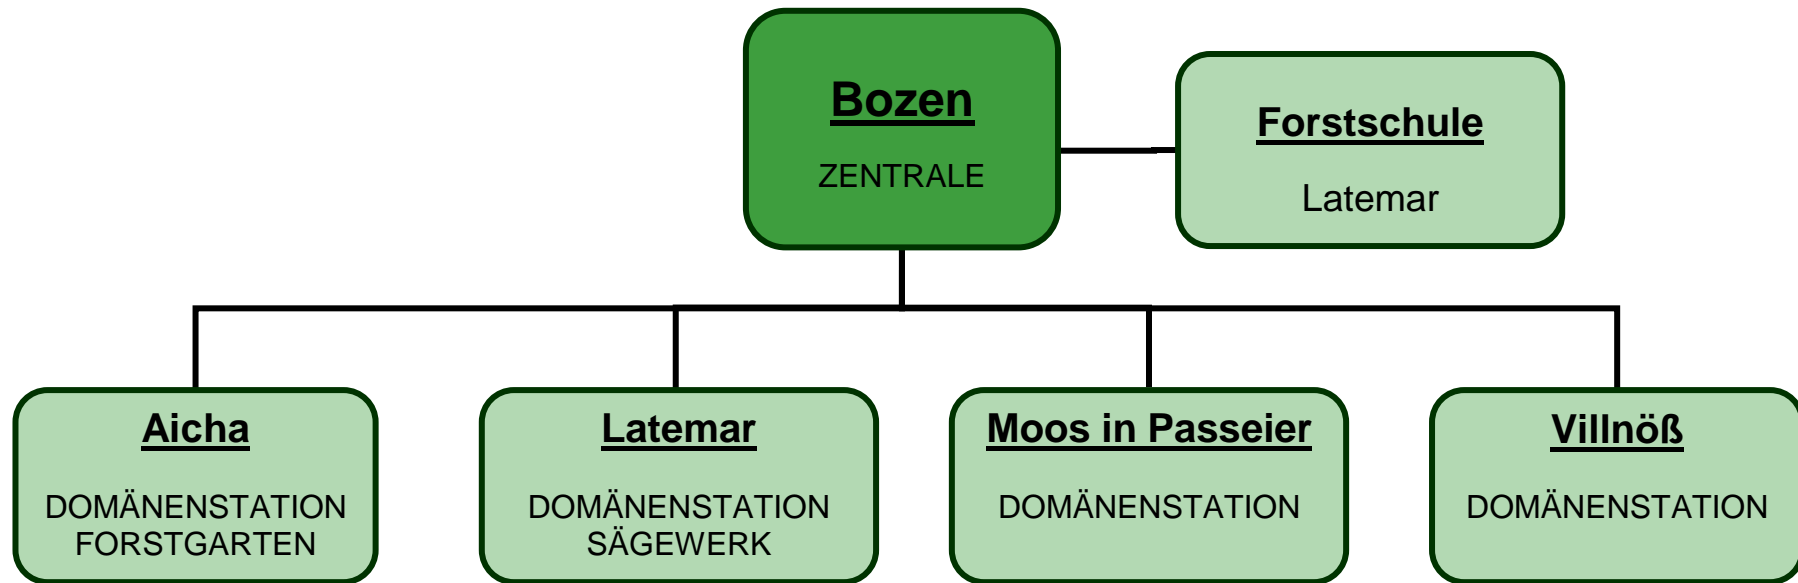 Bozen
ZENTRALE
Forstschule
Latemar
Aicha
DOMÄNENSTATION
FORSTGARTEN
Latemar
DOMÄNENSTATION
SÄGEWERK
Moos in Passeier
DOMÄNENSTATION
Villnöß
DOMÄNENSTATION